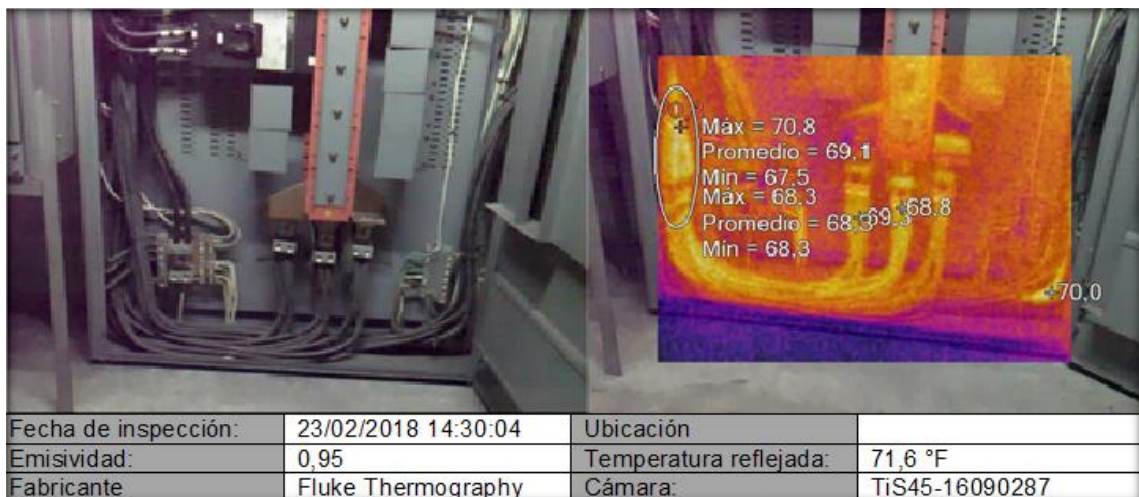 Máx = 70,8
Promedio = 69,1
Mín = 67,5
Máx = 68,3
Promedio = 68,3
Mín = 68,3
69,3
68.8
70,0
Fecha de inspección: 23/02/2018 14:30:04 Ubicación
Emisividad: 0,95 Temperatura reflejada: 71,6 °F
Fabricante Fluke Thermography Cámara: TiS45-16090287